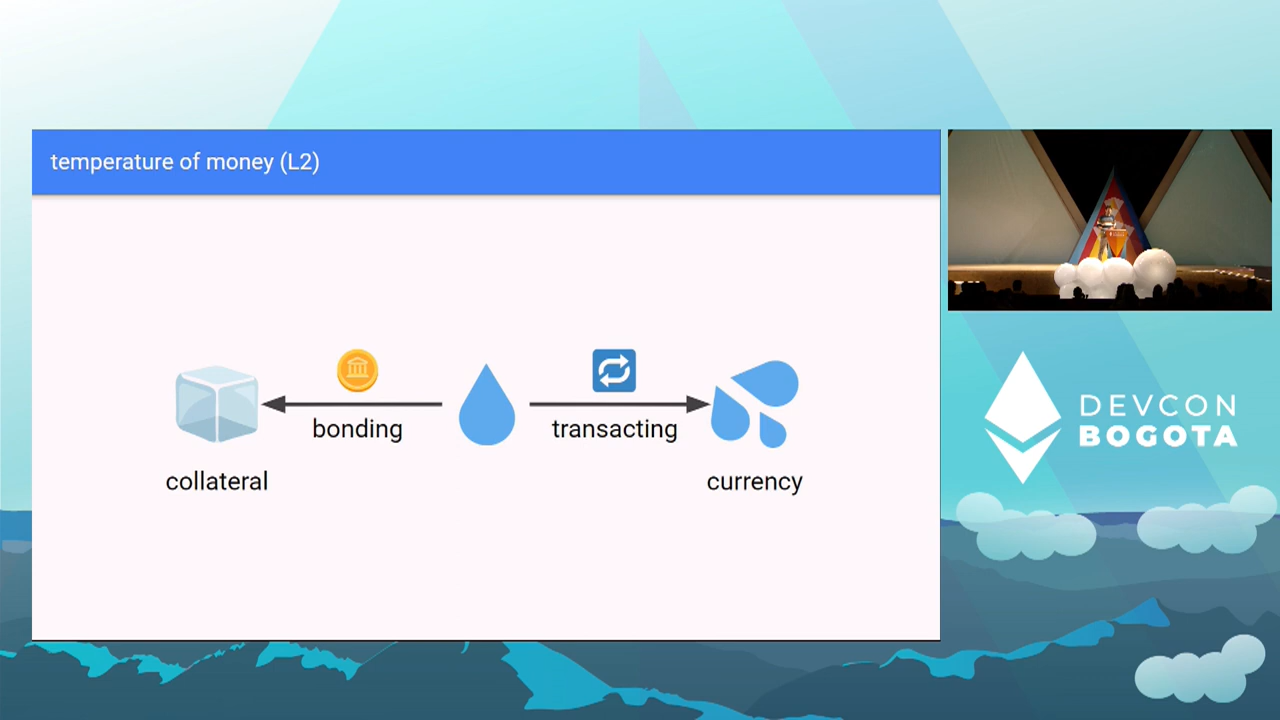 temperature of money (L2)
bonding
transacting
collateral
currency
DEVCON
BOGOTA